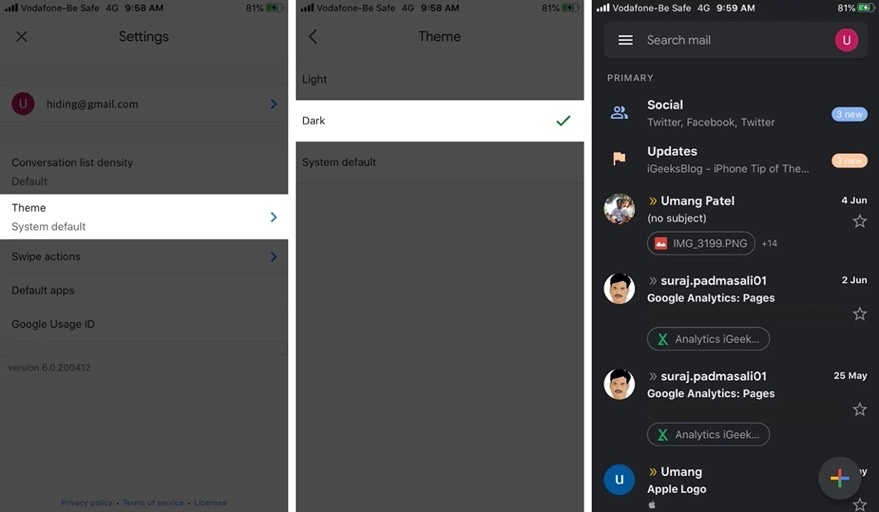 Vodafone-Be Safe 4G 9:58 AM 81%
Settings
U hiding@gmail.com
Conversation list density
Default
Theme
System default
Swipe actions
Default apps
Google Usage ID
version 6.0.200412
Privacy policy • Terms of service • Licenses
Vodafone-Be Safe 4G 9:58 AM 81%
Theme
Light
Dark
System default
Vodafone-Be Safe 4G 9:59 AM 81%
Search mail U
PRIMARY
Social
Twitter, Facebook, Twitter
3 new
Updates
iGeeksBlog - iPhone Tip of The...
3 new
Umang Patel 4 Jun
(no subject)
IMG_3199.PNG +14
suraj.padmasali01 2 Jun
Google Analytics: Pages
Analytics iGeek...
suraj.padmasali01 25 May
Google Analytics: Pages
Analytics iGeek...
U Umang
Apple Logo